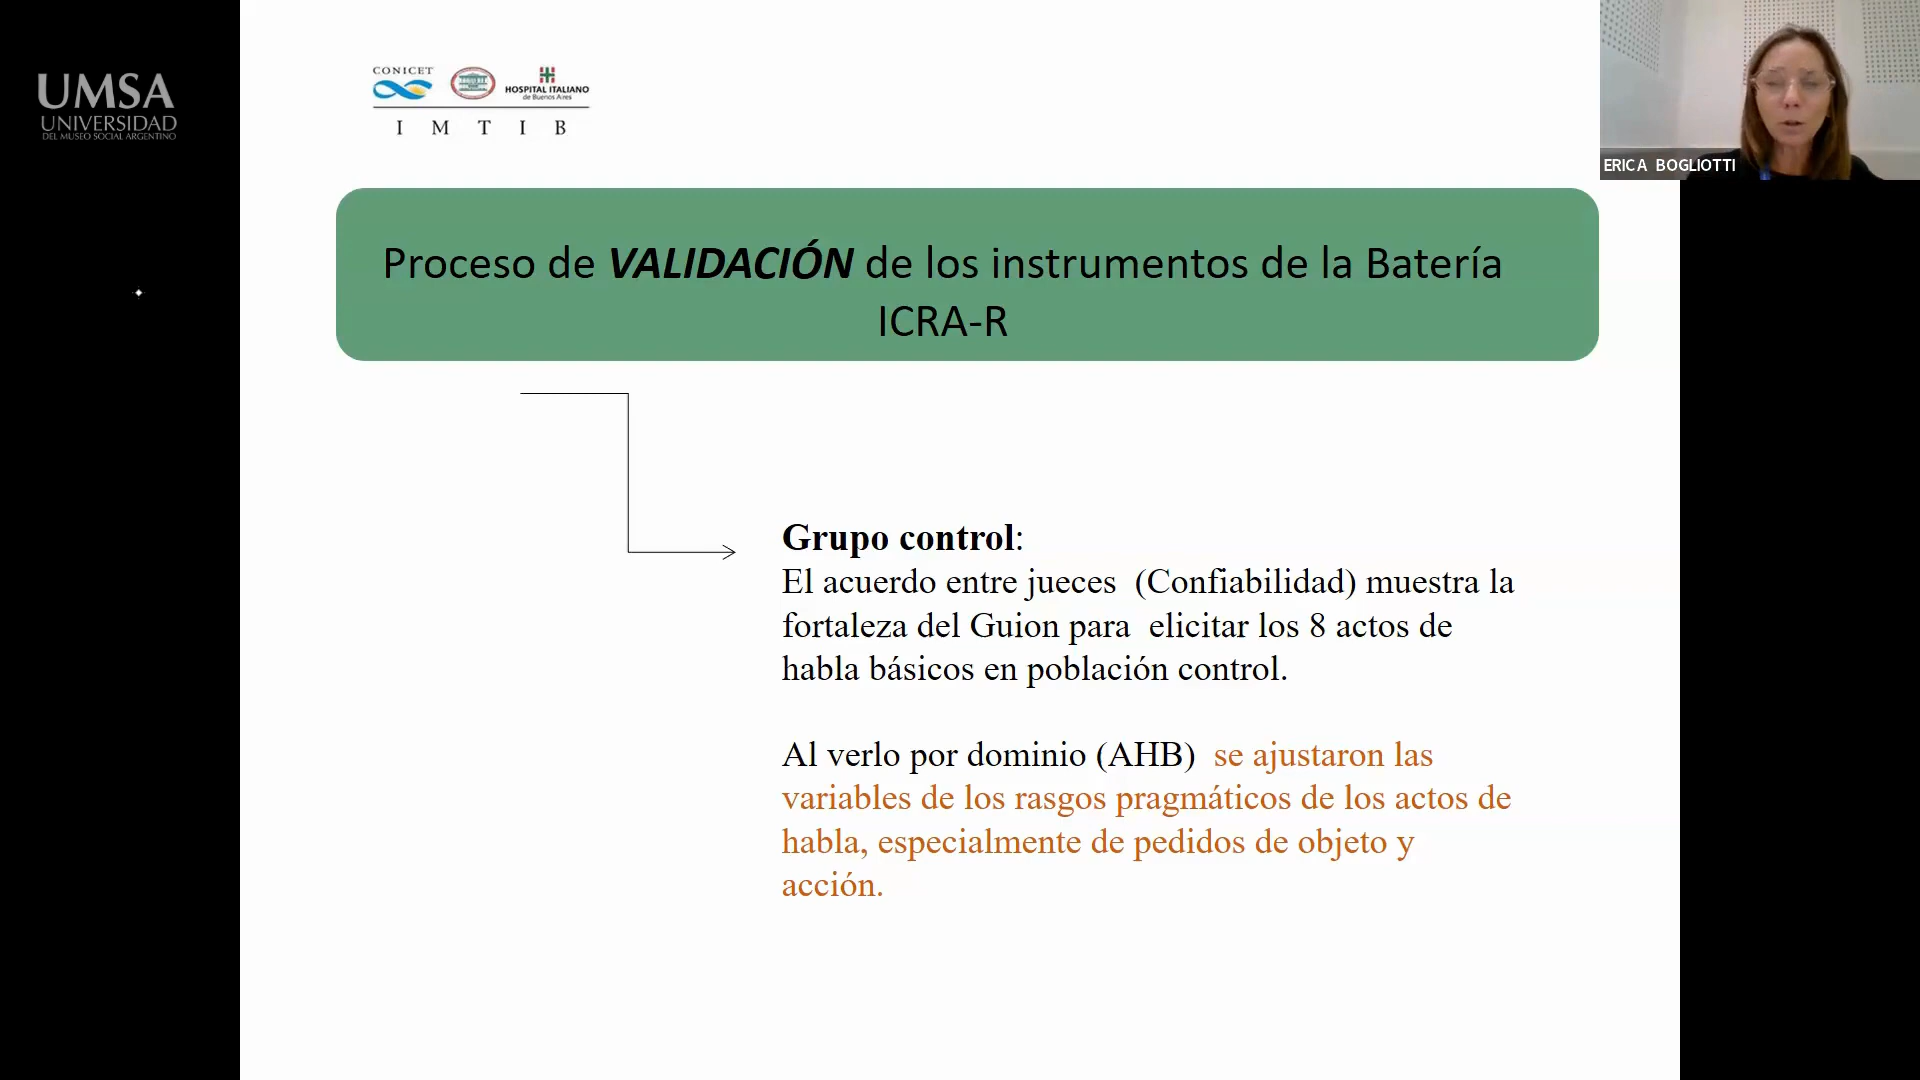 UMSA
UNIVERSIDAD
DEL MUSEO SOCIAL ARGENTINO
CONICET
HOSPITAL ITALIANO
de Buenos Aires
I M T I B
ERICA BOGLIOTTI
Proceso de VALIDACIÓN de los instrumentos de la Batería
ICRA-R
Grupo control:
El acuerdo entre jueces (Confiabilidad) muestra la
fortaleza del Guion para elicitar los 8 actos de
habla básicos en población control.
Al verlo por dominio (AHB) se ajustaron las
variables de los rasgos pragmáticos de los actos de
habla, especialmente de pedidos de objeto y
acción.